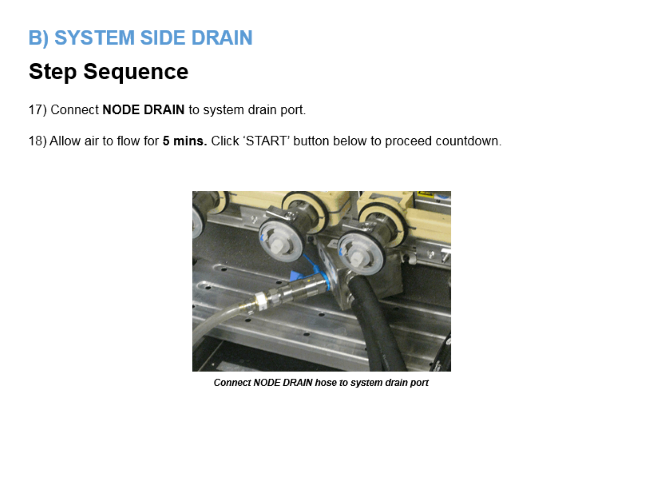 B) SYSTEM SIDE DRAIN
Step Sequence
17) Connect NODE DRAIN to system drain port.
18) Allow air to flow for 5 mins. Click ‘START’ button below to proceed countdown.
Connect NODE DRAIN hose to system drain port